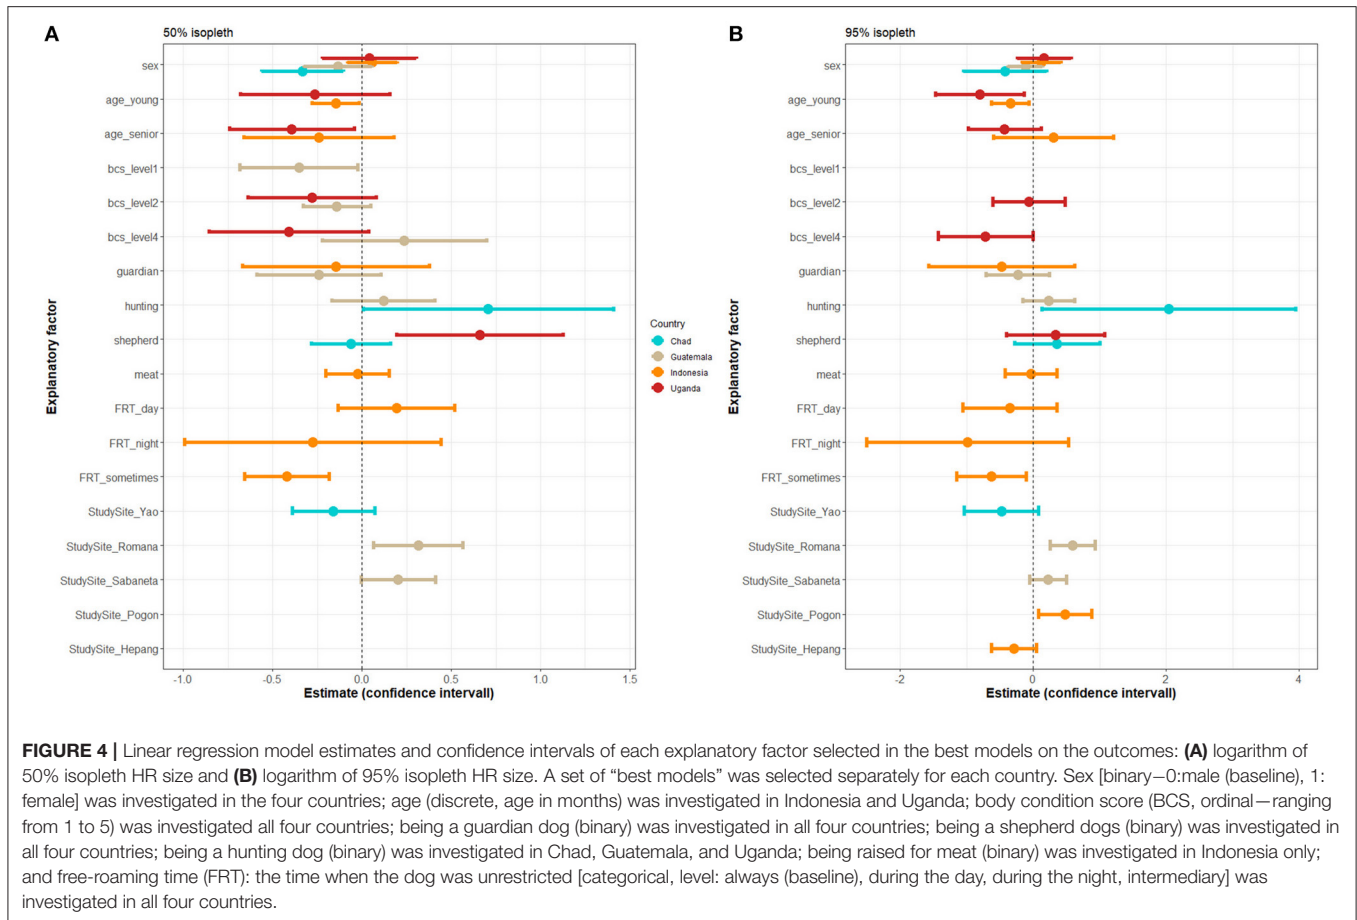 A
50% isopleth
sex
age_young
age_senior
bcs_level1
bcs_level2
bcs_level4
guardian
hunting
shepherd
meat
FRT_day
FRT_night
FRT_sometimes
StudySite_Yao
StudySite_Romana
StudySite_Sabaneta
StudySite_Pogon
StudySite_Hepang
Explanatory factor
-1.0 -0.5 0.0 0.5 1.0 1.5
Estimate (confidence intervall)
Country
Chad
Guatemala
Indonesia
Uganda
B
95% isopleth
sex
age_young
age_senior
bcs_level1
bcs_level2
bcs_level4
guardian
hunting
shepherd
meat
FRT_day
FRT_night
FRT_sometimes
StudySite_Yao
StudySite_Romana
StudySite_Sabaneta
StudySite_Pogon
StudySite_Hepang
Explanatory factor
-2 0 2 4
Estimate (confidence intervall)
FIGURE 4 | Linear regression model estimates and confidence intervals of each explanatory factor selected in the best models on the outcomes: (A) logarithm of
50% isopleth HR size and (B) logarithm of 95% isopleth HR size. A set of “best models” was selected separately for each country. Sex [binary—0:male (baseline), 1:
female] was investigated in the four countries; age (discrete, age in months) was investigated in Indonesia and Uganda; body condition score (BCS, ordinal—ranging
from 1 to 5) was investigated all four countries; being a guardian dog (binary) was investigated in all four countries; being a shepherd dogs (binary) was investigated in
all four countries; being a hunting dog (binary) was investigated in Chad, Guatemala, and Uganda; being raised for meat (binary) was investigated in Indonesia only;
and free-roaming time (FRT): the time when the dog was unrestricted [categorical, level: always (baseline), during the day, during the night, intermediary] was
investigated in all four countries.